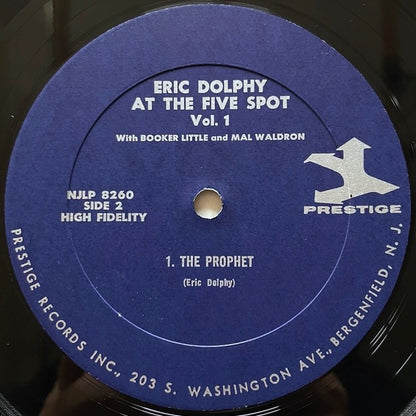 ERIC DOLPHY
AT THE FIVE SPOT
Vol. 1
With BOOKER LITTLE and MAL WALDRON
NJLP 8260
SIDE 2
HIGH FIDELITY
PRESTIGE
1. THE PROPHET
(Eric Dolphy)
PRESTIGE RECORDS INC., 203 S. WASHINGTON AVE., BERGENFIELD, N. J.